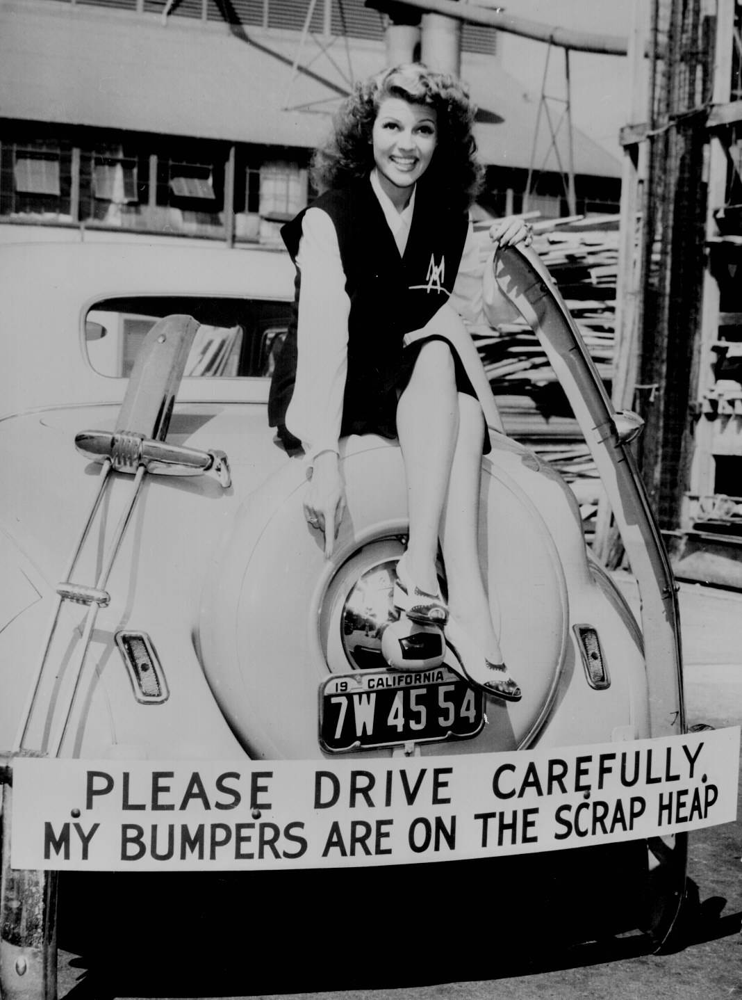 19 CALIFORNIA
7W 45 54
PLEASE DRIVE CAREFULLY.
MY BUMPERS ARE ON THE SCRAP HEAP